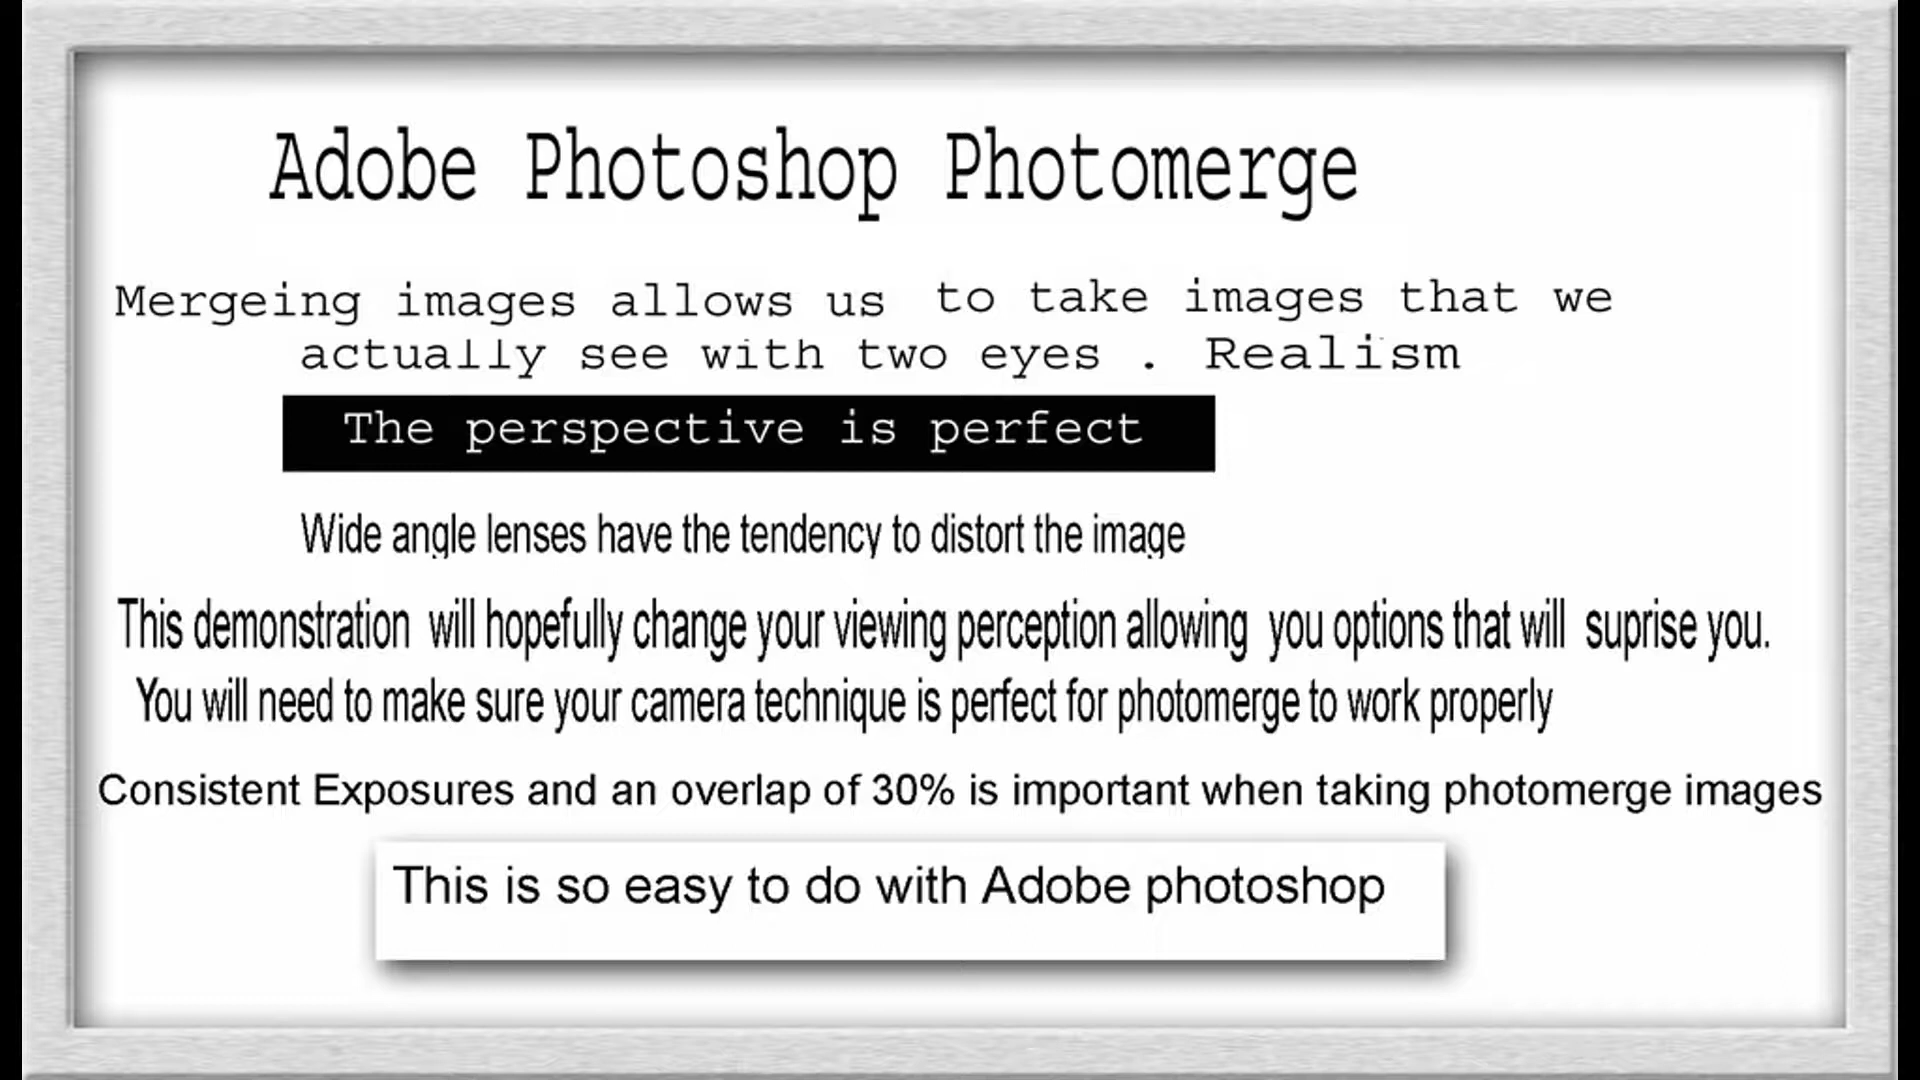 Adobe Photoshop Photomerge
Mergeing images allows us to take images that we
actually see with two eyes . Realism
The perspective is perfect
Wide angle lenses have the tendency to distort the image
This demonstration will hopefully change your viewing perception allowing you options that will suprise you.
You will need to make sure your camera technique is perfect for photomerge to work properly
Consistent Exposures and an overlap of 30% is important when taking photomerge images
This is so easy to do with Adobe photoshop